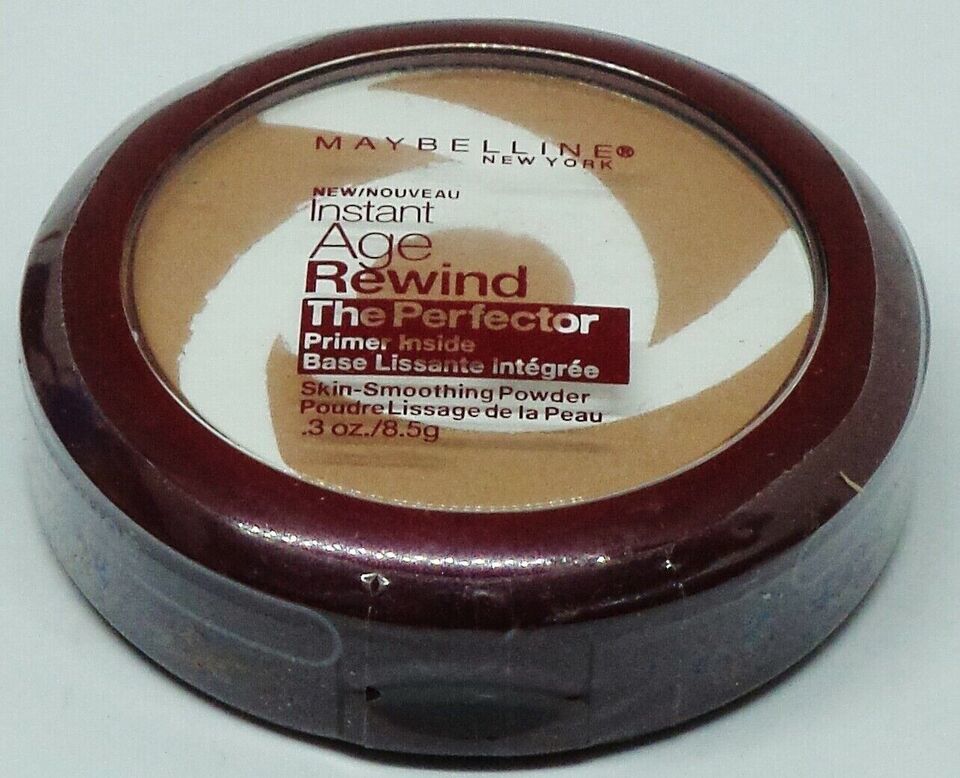 MAYBELLINE®
NEW YORK
NEW/NOUVEAU
Instant
Age
Rewind
The Perfector
Primer Inside
Base Lissante Intégrée
Skin-Smoothing Powder
Poudre Lissage de la Peau
.3 oz./8.5g